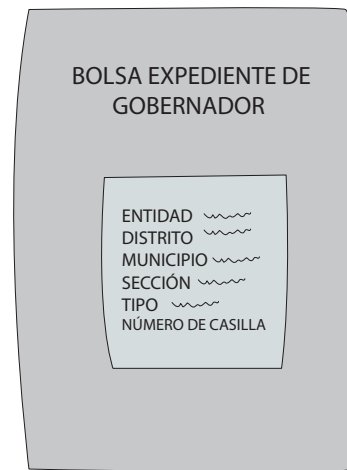 BOLSA EXPEDIENTE DE
GOBERNADOR
ENTIDAD
DISTRITO
MUNICIPIO
SECCIÓN
TIPO
NÚMERO DE CASILLA